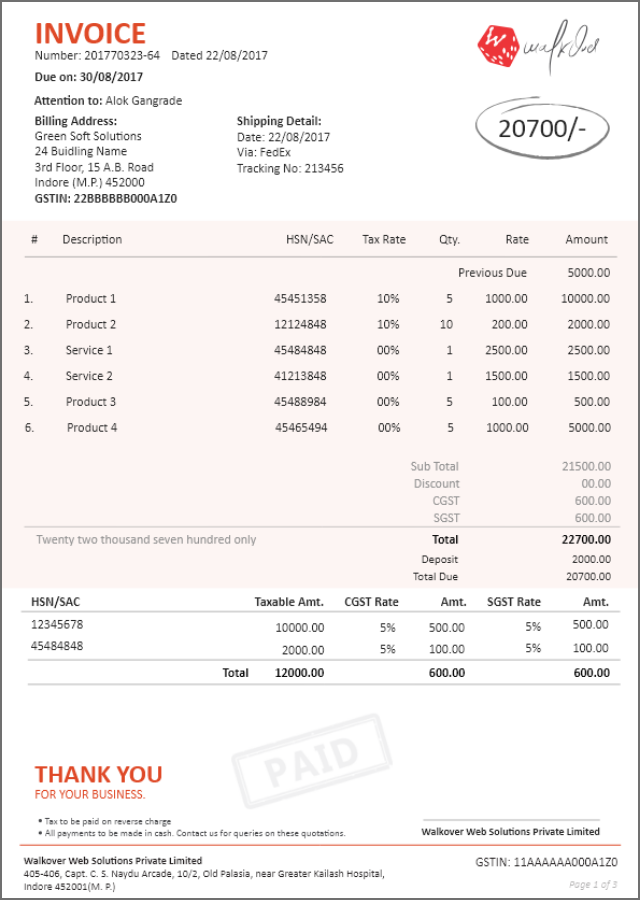 INVOICE
Number: 201770323-64 Dated 22/08/2017
Due on: 30/08/2017
walkover
20700/-
Attention to: Alok Gangrade
Billing Address:
Green Soft Solutions
24 Buidling Name
3rd Floor, 15 A.B. Road
Indore (M.P.) 452000
GSTIN: 22BBBBBB000A1Z0
Shipping Detail:
Date: 22/08/2017
Via: FedEx
Tracking No: 213456
# Description HSN/SAC Tax Rate Qty. Rate Amount
Previous Due 5000.00
1. Product 1 45451358 10% 5 1000.00 10000.00
2. Product 2 12124848 10% 10 200.00 2000.00
3. Service 1 45484848 00% 1 2500.00 2500.00
4. Service 2 41213848 00% 1 1500.00 1500.00
5. Product 3 45488984 00% 5 100.00 500.00
6. Product 4 45465494 00% 5 1000.00 5000.00
Sub Total 21500.00
Discount 00.00
CGST 600.00
SGST 600.00
Twenty two thousand seven hundred only Total 22700.00
Deposit 2000.00
Total Due 20700.00
HSN/SAC Taxable Amt. CGST Rate Amt. SGST Rate Amt.
12345678 10000.00 5% 500.00 5% 500.00
45484848 2000.00 5% 100.00 5% 100.00
Total 12000.00 600.00 600.00
PAID
THANK YOU
FOR YOUR BUSINESS.
• Tax to be paid on reverse charge
• All payments to be made in cash. Contact us for queries on these quotations.
Walkover Web Solutions Private Limited
Walkover Web Solutions Private Limited
405-406, Capt. C. S. Naydu Arcade, 10/2, Old Palasia, near Greater Kailash Hospital,
Indore 452001(M. P.)
GSTIN: 11AAAAAA000A1Z0
Page 1 of 3